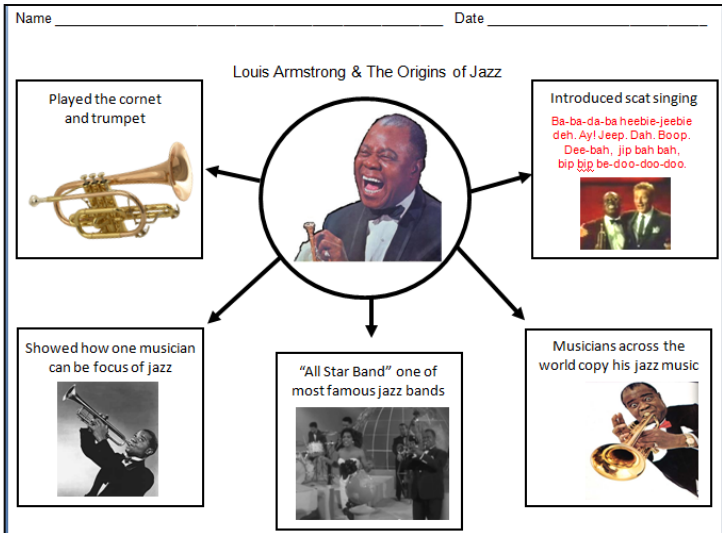 Name ____________________ Date ____________________
Louis Armstrong & The Origins of Jazz
Played the cornet
and trumpet
Introduced scat singing
Ba-ba-da-ba heebie-jeebie
deh. Ay! Jeep. Dah. Boop.
Dee-bah, jip bah bah,
bip bip be-doo-doo-doo.
Showed how one musician
can be focus of jazz
“All Star Band” one of
most famous jazz bands
Musicians across the
world copy his jazz music